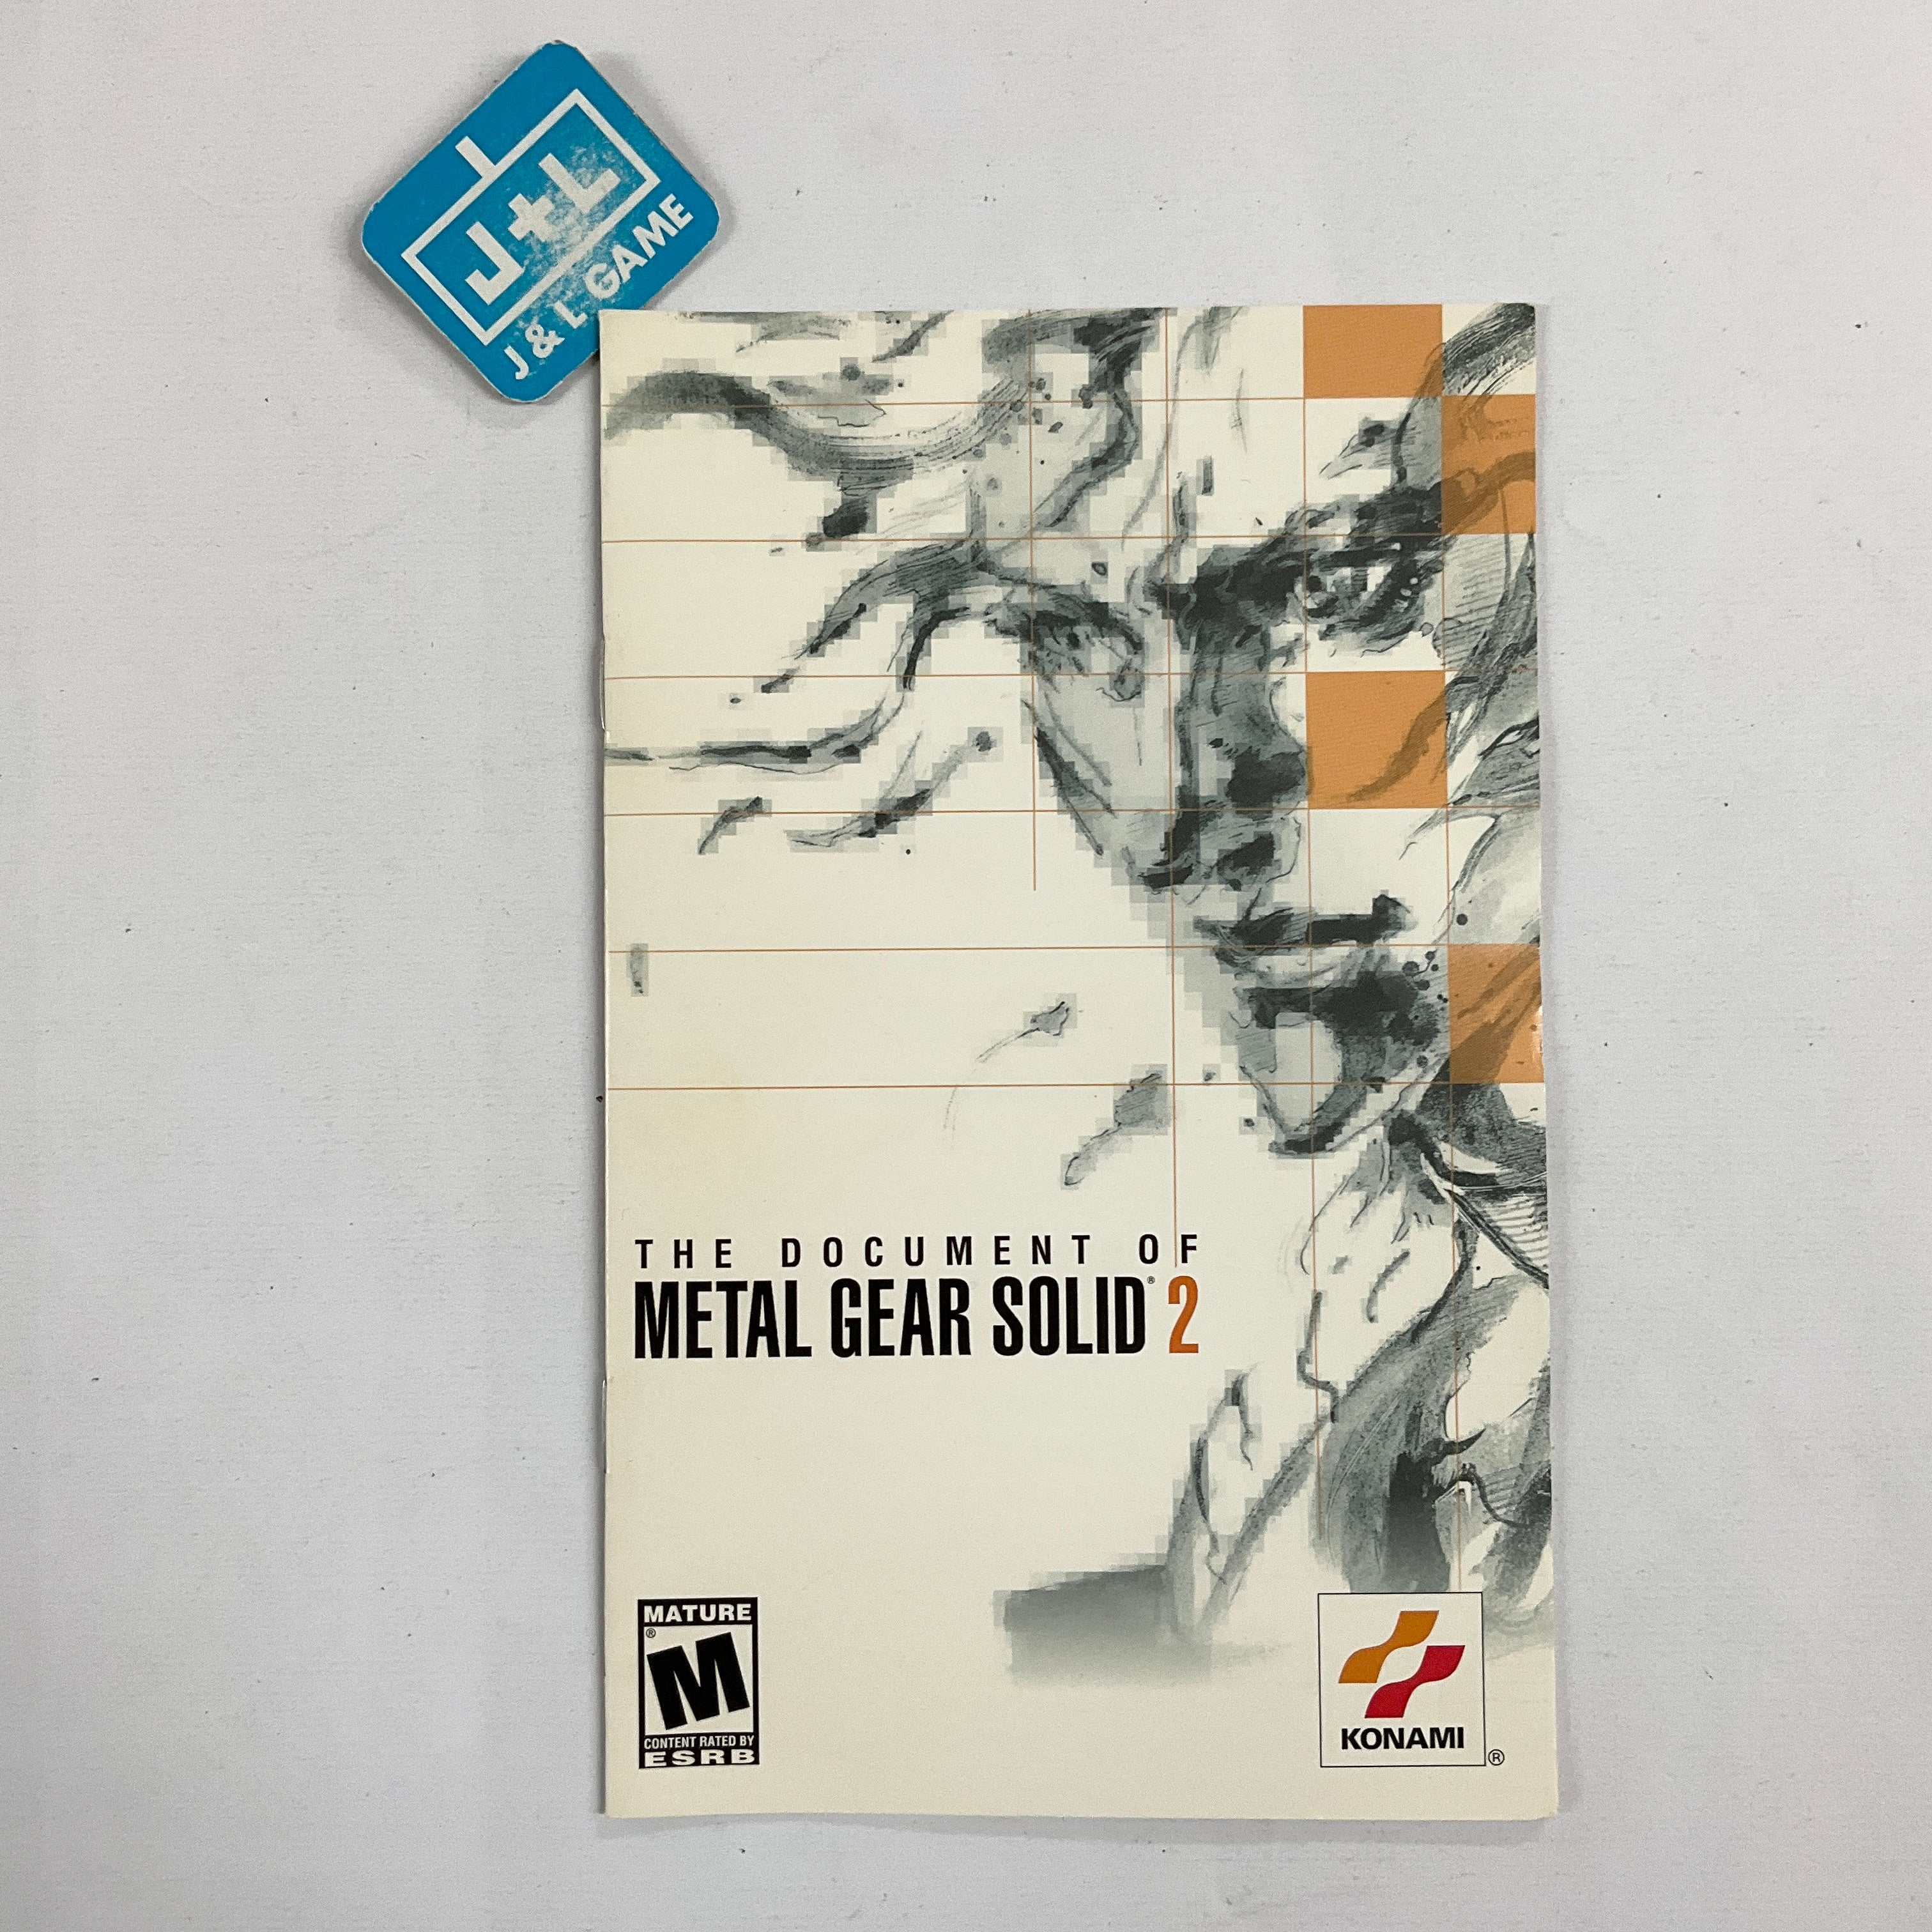 J+L
J & L GAME
THE DOCUMENT OF
METAL GEAR SOLID® 2
MATURE
®
M
CONTENT RATED BY
ESRB
KONAMI
®